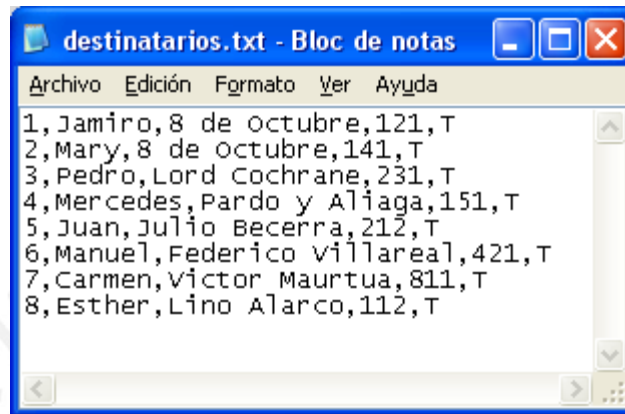 destinatarios.txt - Bloc de notas
Archivo Edición Formato Ver Ayuda
1,Jamiro,8 de Octubre,121,T
2,Mary,8 de Octubre,141,T
3,Pedro,Lord Cochrane,231,T
4,Mercedes,Pardo y Aliaga,151,T
5,Juan,Julio Becerra,212,T
6,Manuel,Federico Villareal,421,T
7,Carmen,Victor Maurtua,811,T
8,Esther,Lino Alarco,112,T